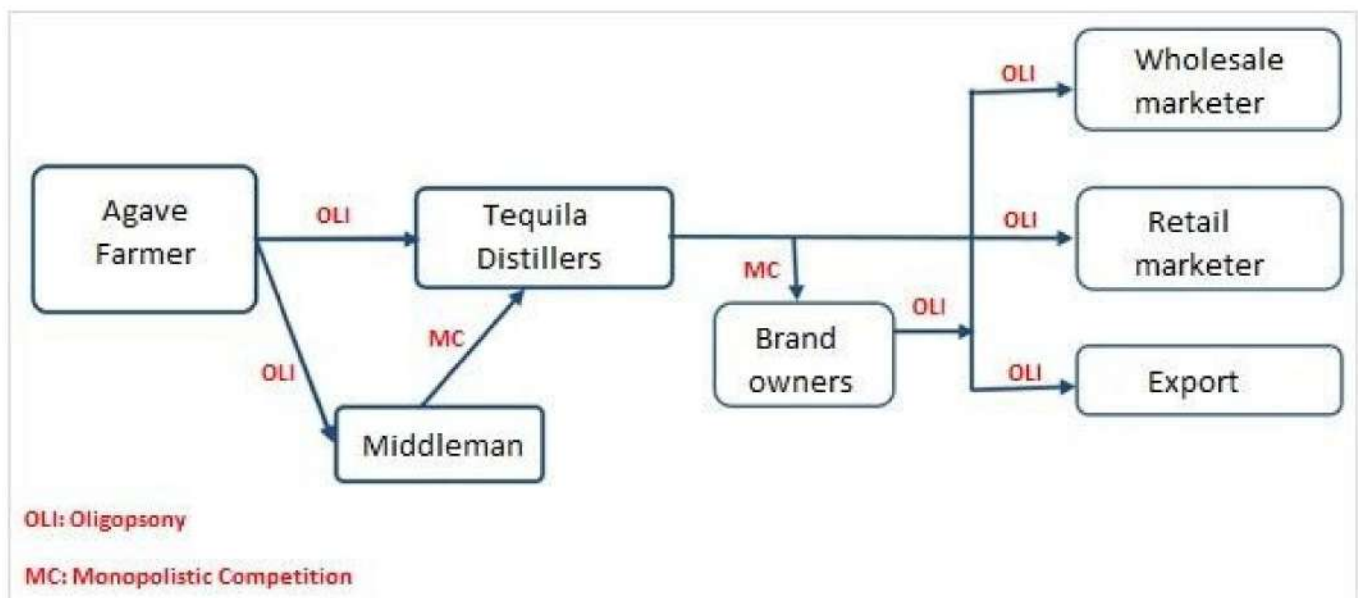 OLI
Wholesale
marketer
Agave
Farmer
OLI
Tequila
Distillers
OLI
Retail
marketer
MC
MC
OLI
Brand
owners
OLI
OLI
Export
Middleman
OLI: Oligopsony
MC: Monopolistic Competition